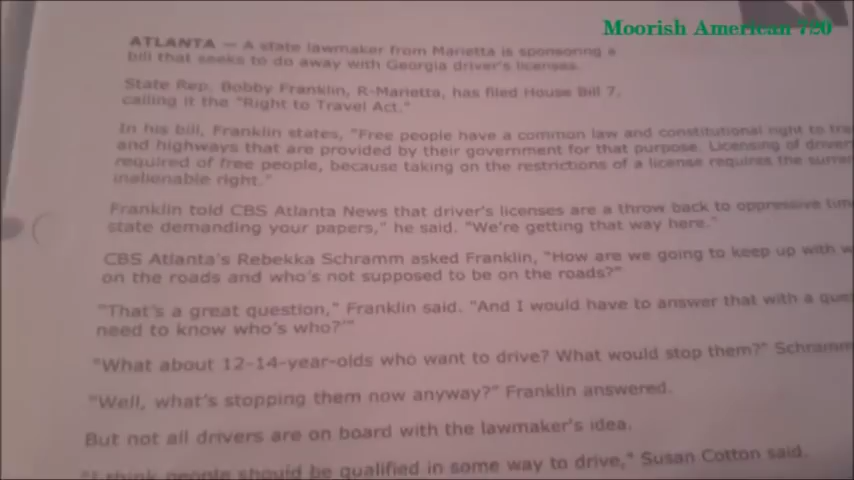 Moorish American 720
ATLANTA — A state lawmaker from Marietta is sponsoring a
bill that seeks to do away with Georgia driver's licenses.
State Rep. Bobby Franklin, R-Marietta, has filed House Bill 7,
calling it the "Right to Travel Act."
In his bill, Franklin states, "Free people have a common law and constitutional right to
and highways that are provided by their government for that purpose. Licensing of
required of free people, because taking on the restrictions of a license requires the
inalienable right."
Franklin told CBS Atlanta News that driver's licenses are a throw back to oppressive
state demanding your papers," he said. "We're getting that way here."
CBS Atlanta's Rebekka Schramm asked Franklin, "How are we going to keep up with
on the roads and who's not supposed to be on the roads?"
"That's a great question," Franklin said. "And I would have to answer that with a
need to know who's who?'"
"What about 12-14-year-olds who want to drive? What would stop them?" Schramm
"Well, what's stopping them now anyway?" Franklin answered.
But not all drivers are on board with the lawmaker's idea.
"I think people should be qualified in some way to drive," Susan Cotton said.